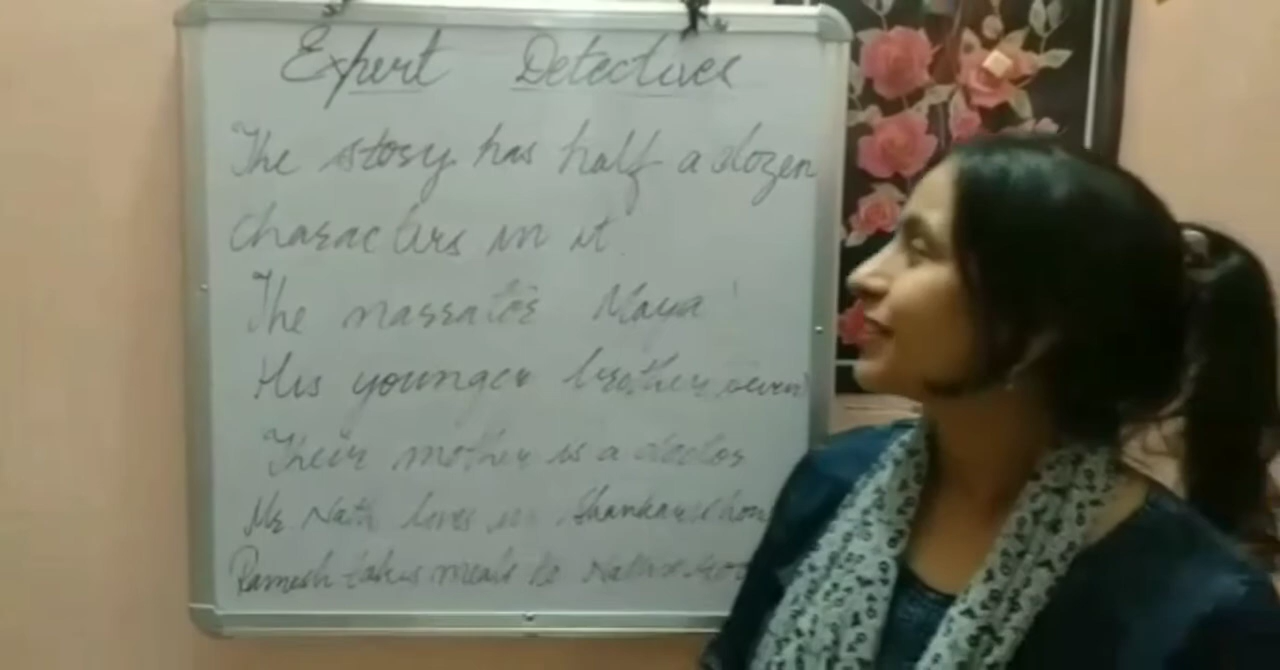 Expert Detectives
The story has half a dozen
characters in it.
The narrator Maya
His younger brother seven
Their mother is a doctor
Mr Nath lives in Shankar
Ramesh takes meals to